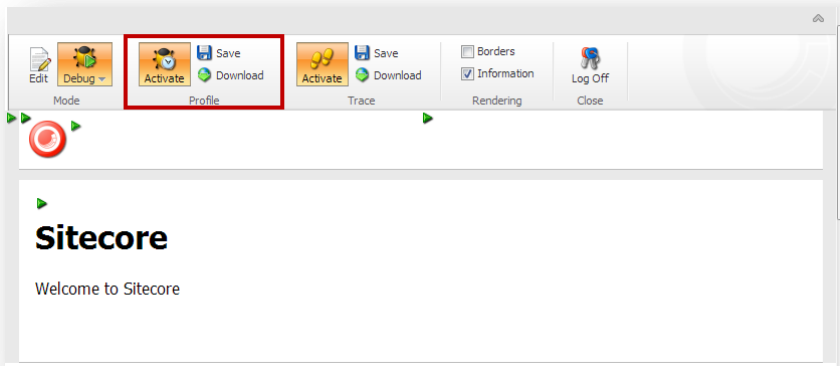 Edit
Debug
Mode
Activate
Save
Download
Profile
Activate
Save
Download
Trace
Borders
Information
Rendering
Log Off
Close
Sitecore
Welcome to Sitecore